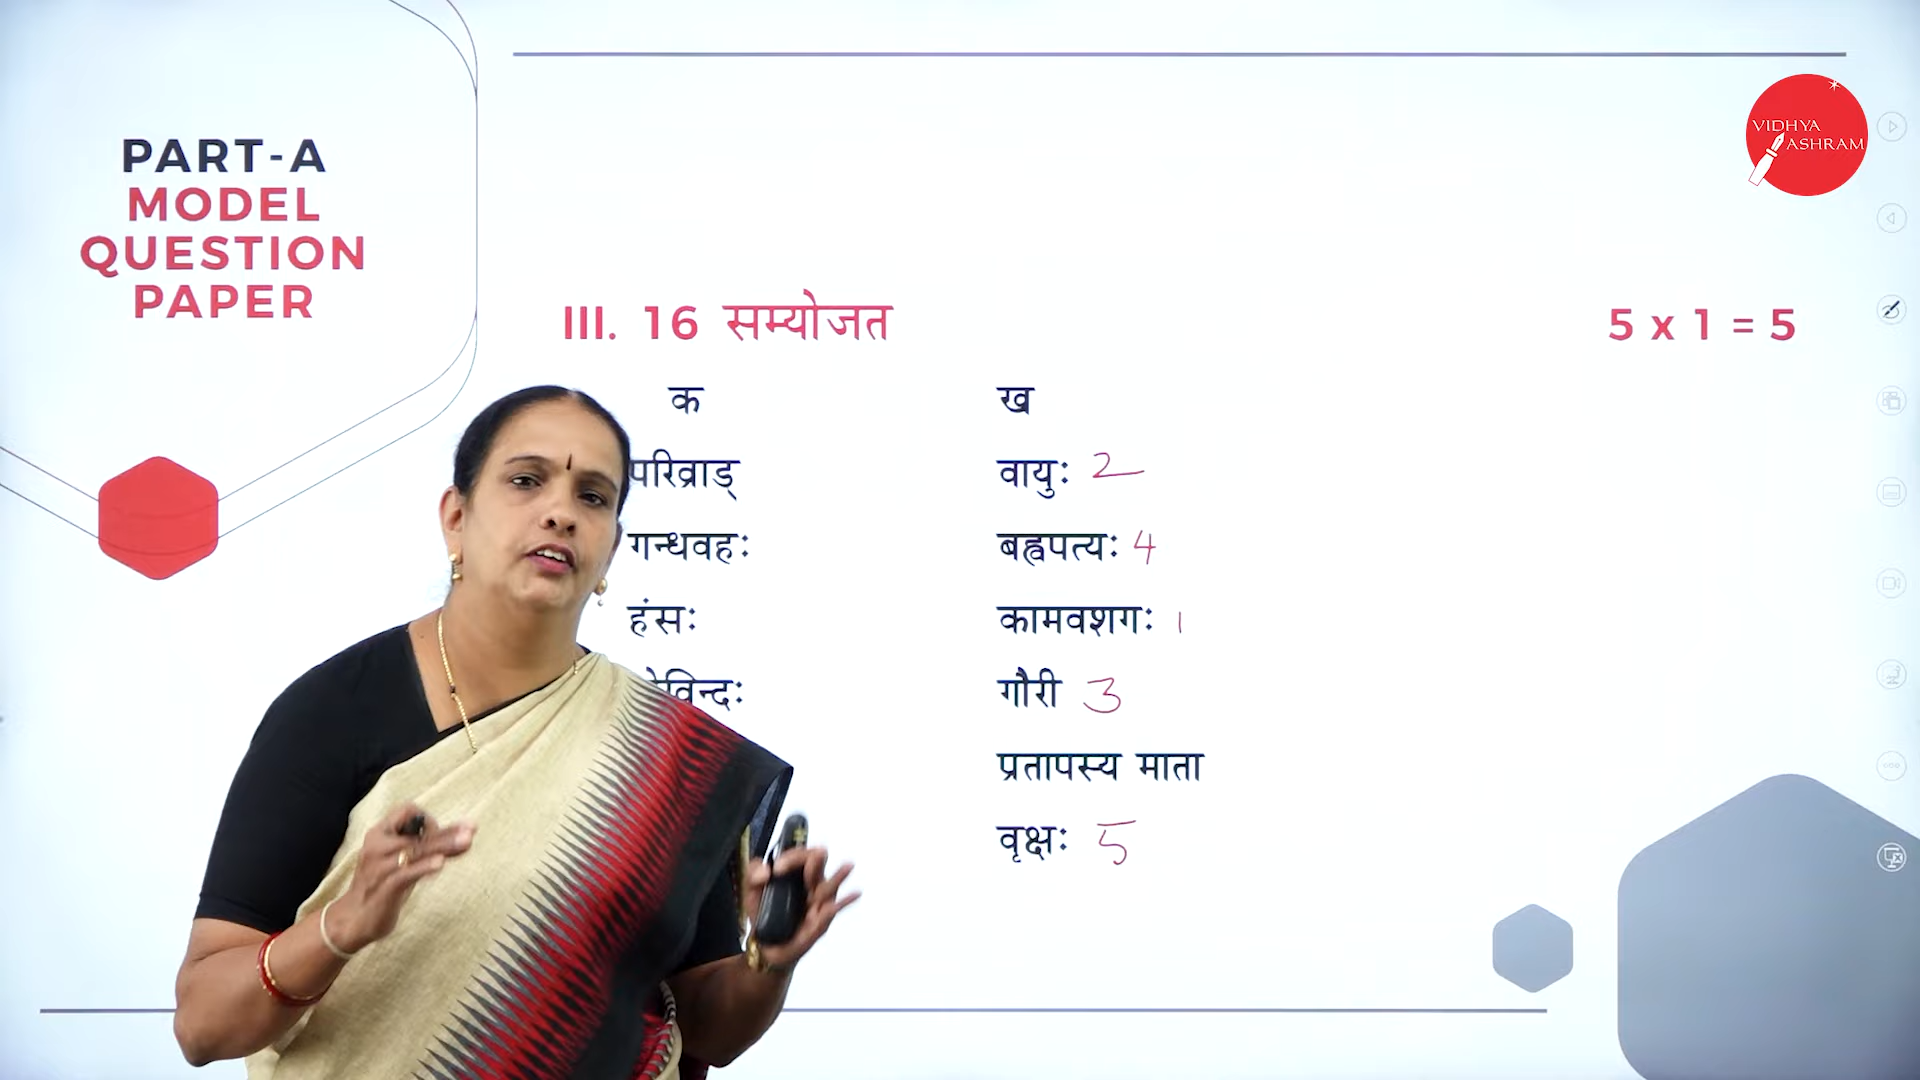 PART-A
MODEL
QUESTION
PAPER
VIDHYA
ASHRAM
III. 16 सम्योजत 5 x 1 = 5
क ख
परिव्राड् वायुः 2
गन्धवहः बह्वपत्यः 4
हंसः कामवशगः 1
गौरी 3
प्रतापस्य माता
वृक्षः 5